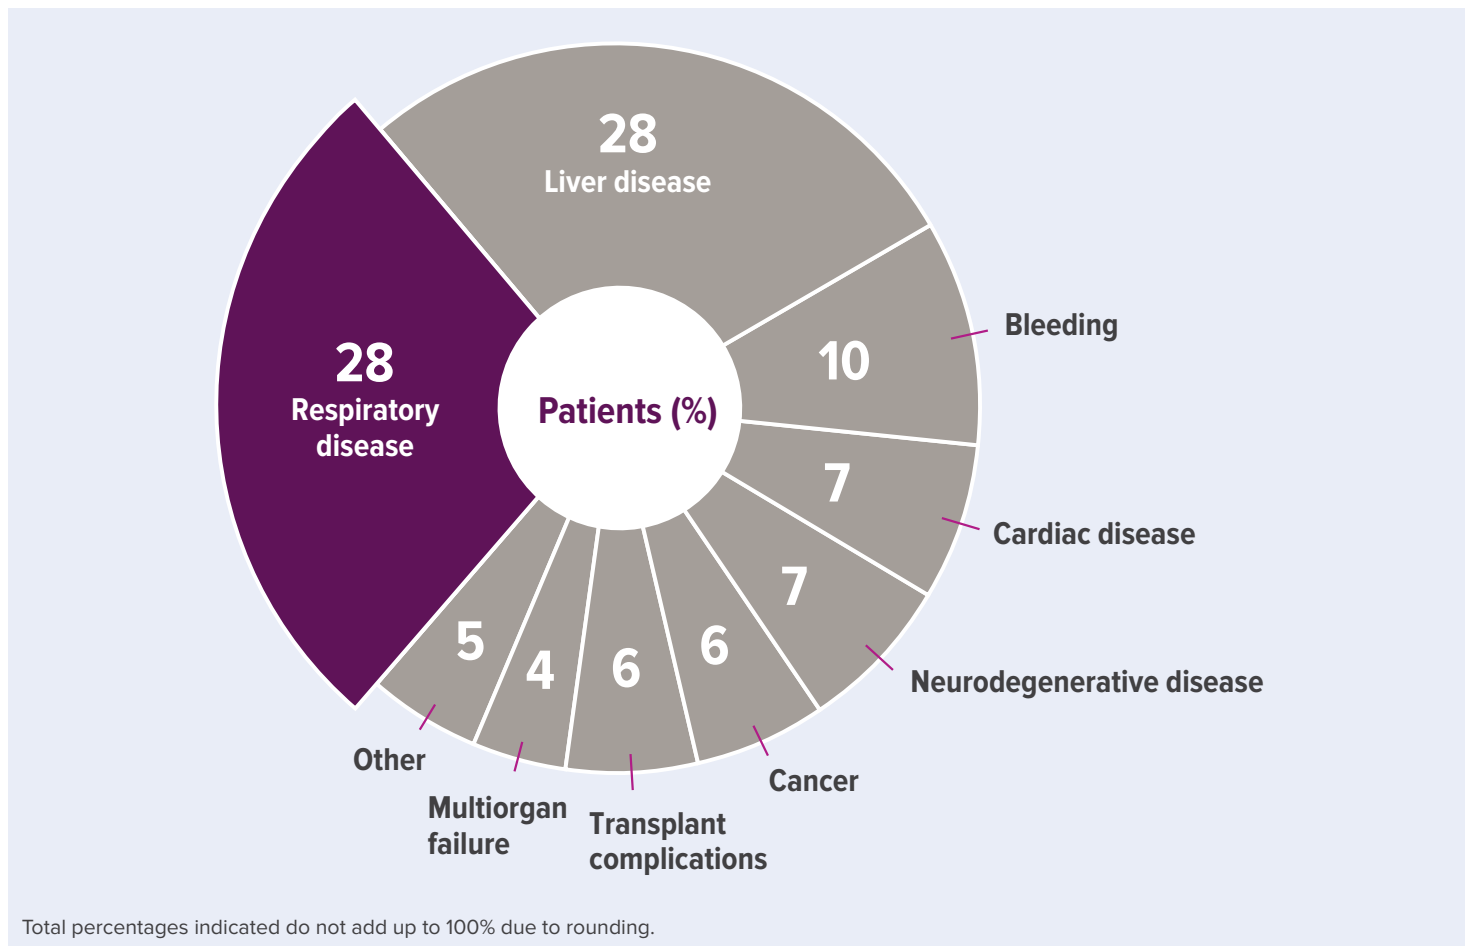 28
Liver disease
28
Respiratory
disease
Patients (%)
10
Bleeding
7
Cardiac disease
7
Neurodegenerative disease
6
Cancer
6
Transplant
complications
4
Multiorgan
failure
5
Other
Total percentages indicated do not add up to 100% due to rounding.